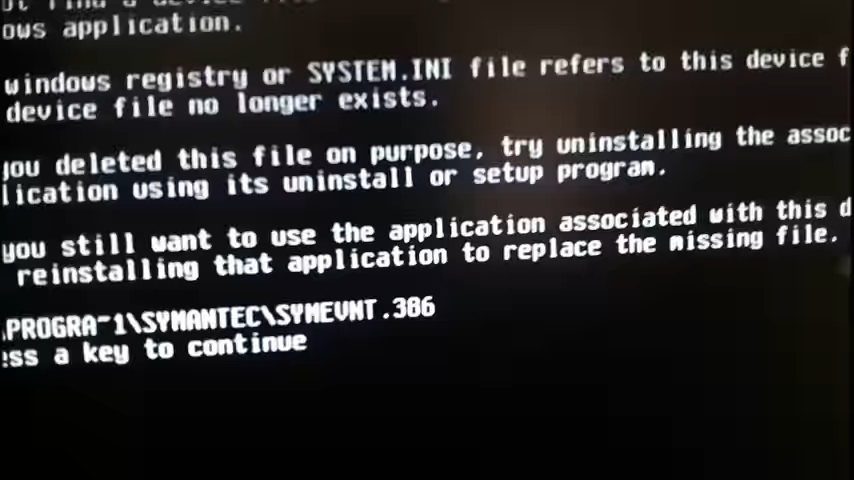 ows application.
windows registry or SYSTEM.INI file refers to this device f
device file no longer exists.
you deleted this file on purpose, try uninstalling the assoc
lication using its uninstall or setup program.
you still want to use the application associated with this d
reinstalling that application to replace the missing file.
PROGRA~1\SYMANTEC\SYMEVNT.386
ess a key to continue